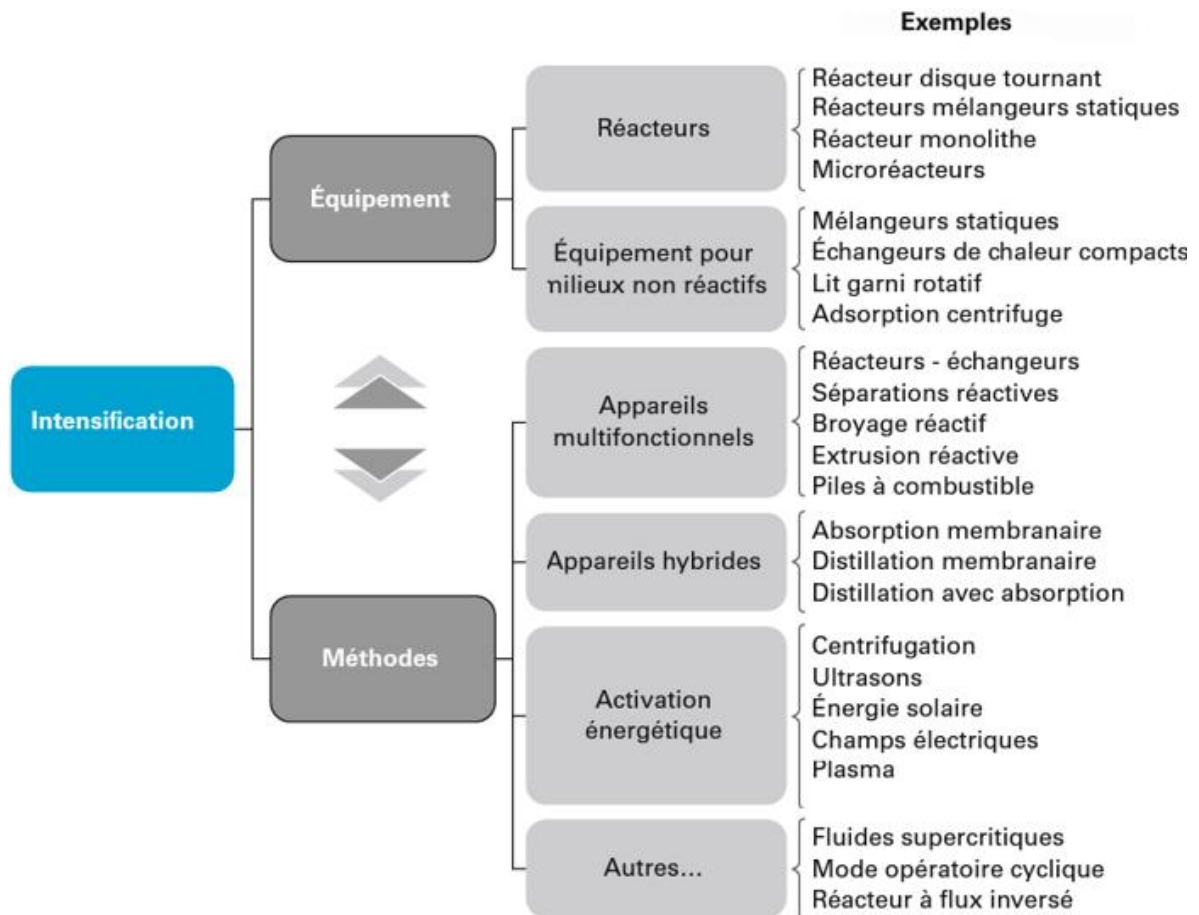 Exemples
Intensification
Équipement
Réacteurs
Réacteur disque tournant
Réacteurs mélangeurs statiques
Réacteur monolithe
Microréacteurs
Équipement pour
milieux non réactifs
Mélangeurs statiques
Échangeurs de chaleur compacts
Lit garni rotatif
Adsorption centrifuge
Méthodes
Appareils
multifonctionnels
Réacteurs - échangeurs
Séparations réactives
Broyage réactif
Extrusion réactive
Piles à combustible
Appareils hybrides
Absorption membranaire
Distillation membranaire
Distillation avec absorption
Activation
énergétique
Centrifugation
Ultrasons
Énergie solaire
Champs électriques
Plasma
Autres...
Fluides supercritiques
Mode opératoire cyclique
Réacteur à flux inversé